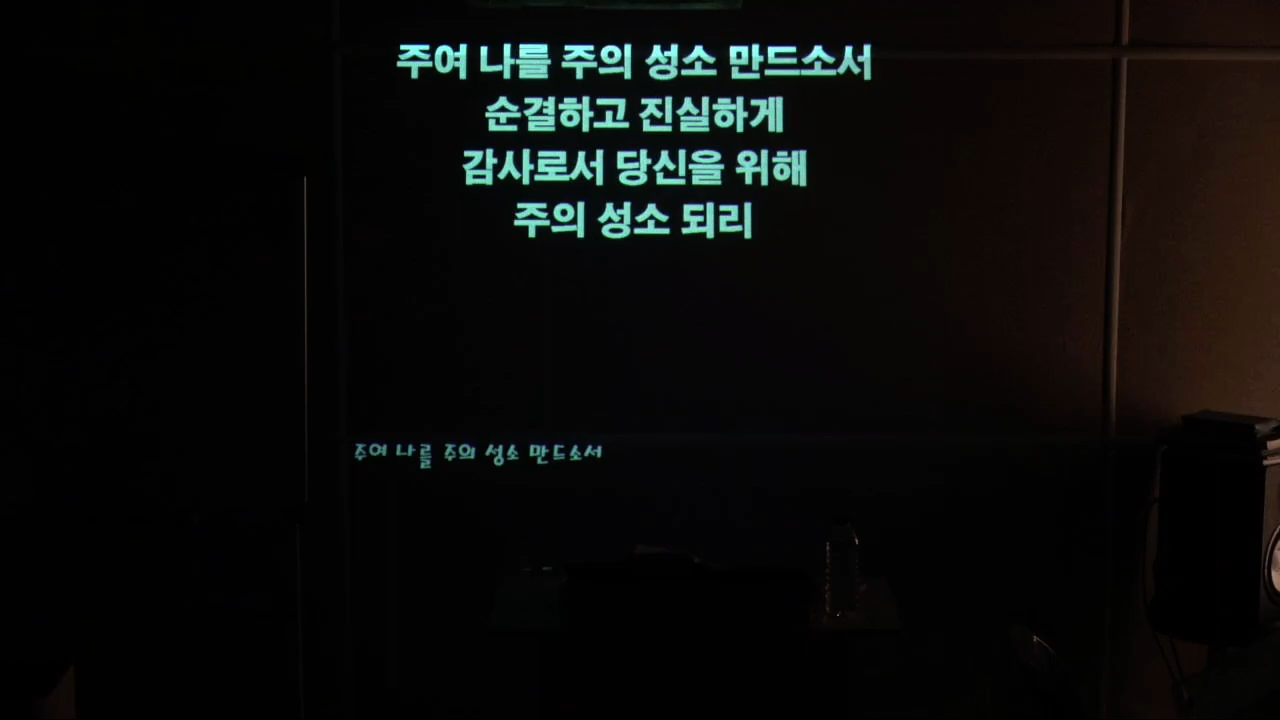 주여 나를 주의 성소 만드소서
순결하고 진실하게
감사로서 당신을 위해
주의 성소 되리
주여 나를 주의 성소 만드소서